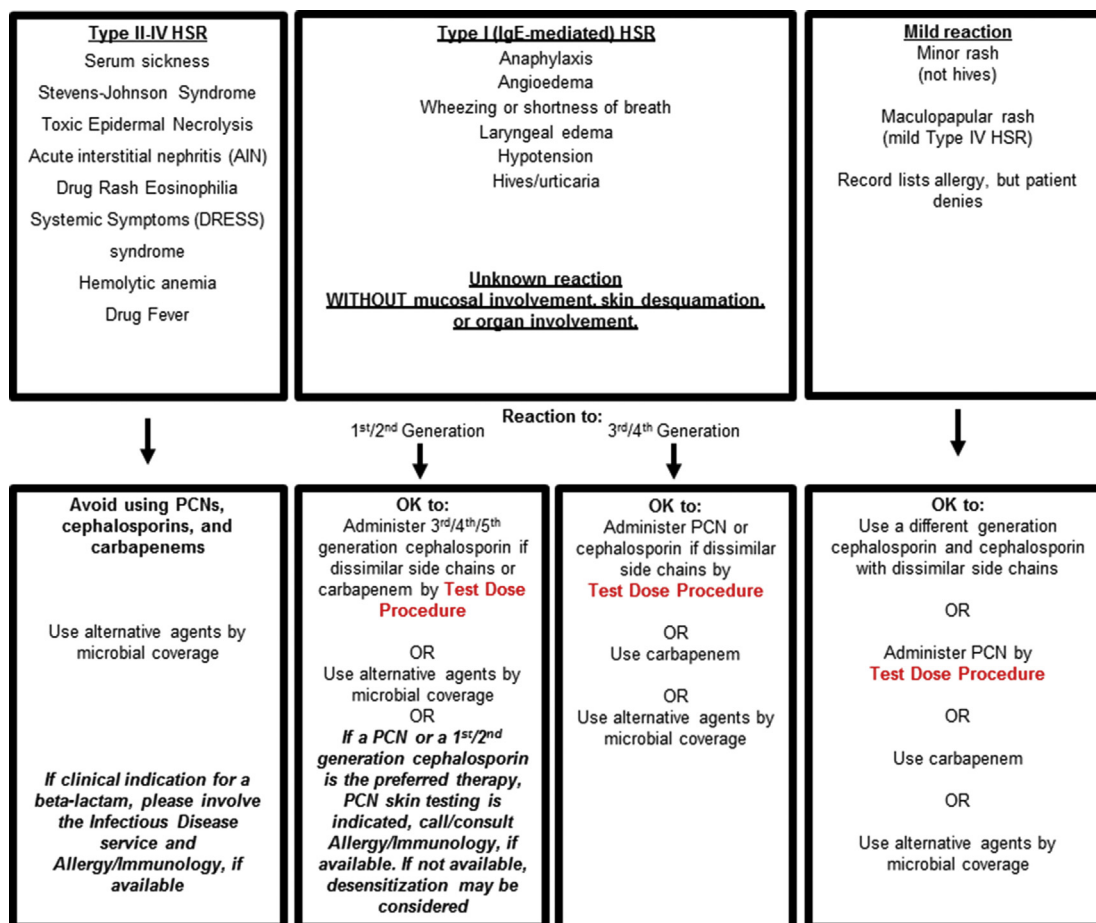 Type II-IV HSR
Serum sickness
Stevens-Johnson Syndrome
Toxic Epidermal Necrolysis
Acute interstitial nephritis (AIN)
Drug Rash Eosinophilia
Systemic Symptoms (DRESS)
syndrome
Hemolytic anemia
Drug Fever
Type I (IgE-mediated) HSR
Anaphylaxis
Angioedema
Wheezing or shortness of breath
Laryngeal edema
Hypotension
Hives/urticaria
Unknown reaction
WITHOUT mucosal involvement, skin desquamation,
or organ involvement.
Mild reaction
Minor rash
(not hives)
Maculopapular rash
(mild Type IV HSR)
Record lists allergy, but patient
denies
Reaction to:
1st/2nd Generation
3rd/4th Generation
Avoid using PCNs,
cephalosporins, and
carbapenems
Use alternative agents by
microbial coverage
If clinical indication for a
beta-lactam, please involve
the Infectious Disease
service and
Allergy/Immunology, if
available
OK to:
Administer 3rd/4th/5th
generation cephalosporin if
dissimilar side chains or
carbapenem by Test Dose
Procedure
OR
Use alternative agents by
microbial coverage
OR
If a PCN or a 1st/2nd
generation cephalosporin
is the preferred therapy,
PCN skin testing is
indicated, call/consult
Allergy/Immunology, if
available. If not available,
desensitization may be
considered
OK to:
Administer PCN or
cephalosporin if dissimilar
side chains by
Test Dose Procedure
OR
Use carbapenem
OR
Use alternative agents by
microbial coverage
OK to:
Use a different generation
cephalosporin and cephalosporin
with dissimilar side chains
OR
Administer PCN by
Test Dose Procedure
OR
Use carbapenem
OR
Use alternative agents by
microbial coverage